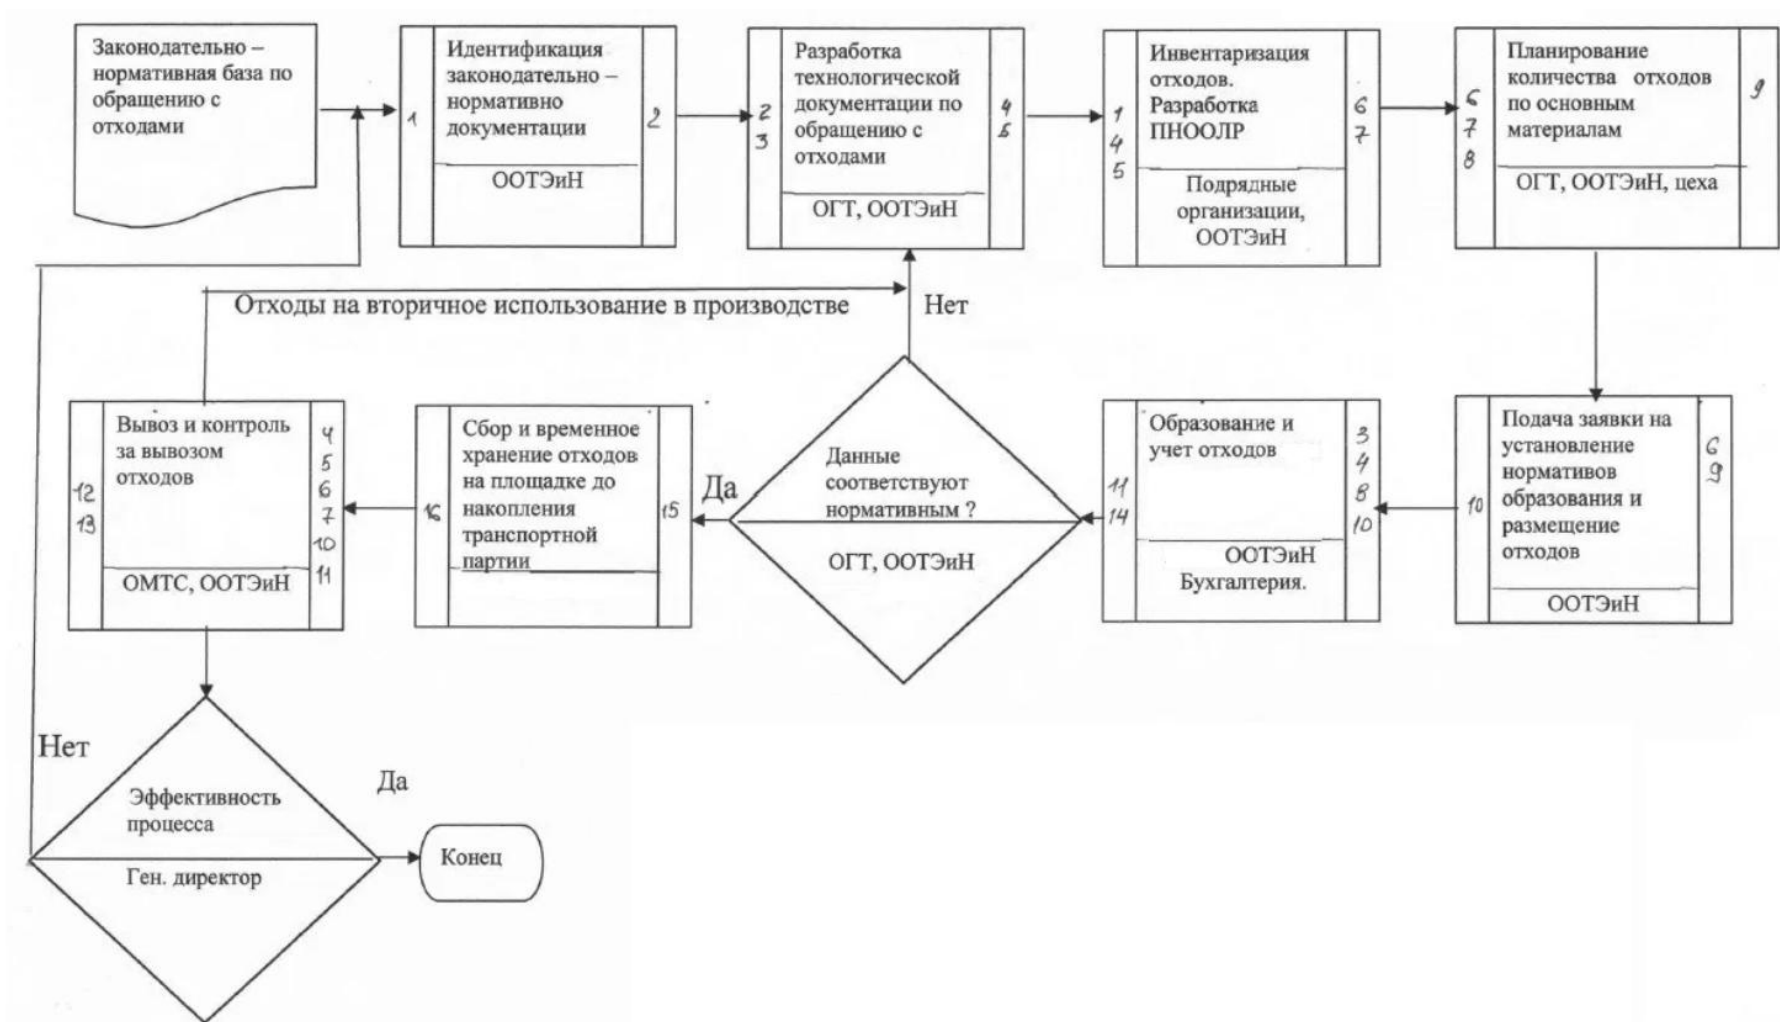 Законодательно –
нормативная база по
обращению с
отходами
1
Идентификация
законодательно –
нормативно
документации
ООТЭиН
2
2
3
Разработка
технологической
документации по
обращению с
отходами
ОГТ, ООТЭиН
4
5
1
4
5
Инвентаризация
отходов.
Разработка
ПНООЛР
Подрядные
организации,
ООТЭиН
6
7
6
7
8
Планирование
количества отходов
по основным
материалам
ОГТ, ООТЭиН, цеха
9
Отходы на вторичное использование в производстве
Нет
12
13
Вывоз и контроль
за вывозом
отходов
ОМТС, ООТЭиН
4
5
6
7
10
11
16
Сбор и временное
хранение отходов
на площадке до
накопления
транспортной
партии
15
Да
Данные
соответствуют
нормативным ?
ОГТ, ООТЭиН
11
14
Образование и
учет отходов
ООТЭиН
Бухгалтерия.
3
4
8
10
10
Подача заявки на
установление
нормативов
образования и
размещение
отходов
ООТЭиН
6
9
Нет
Эффективность
процесса
Ген. директор
Да
Конец